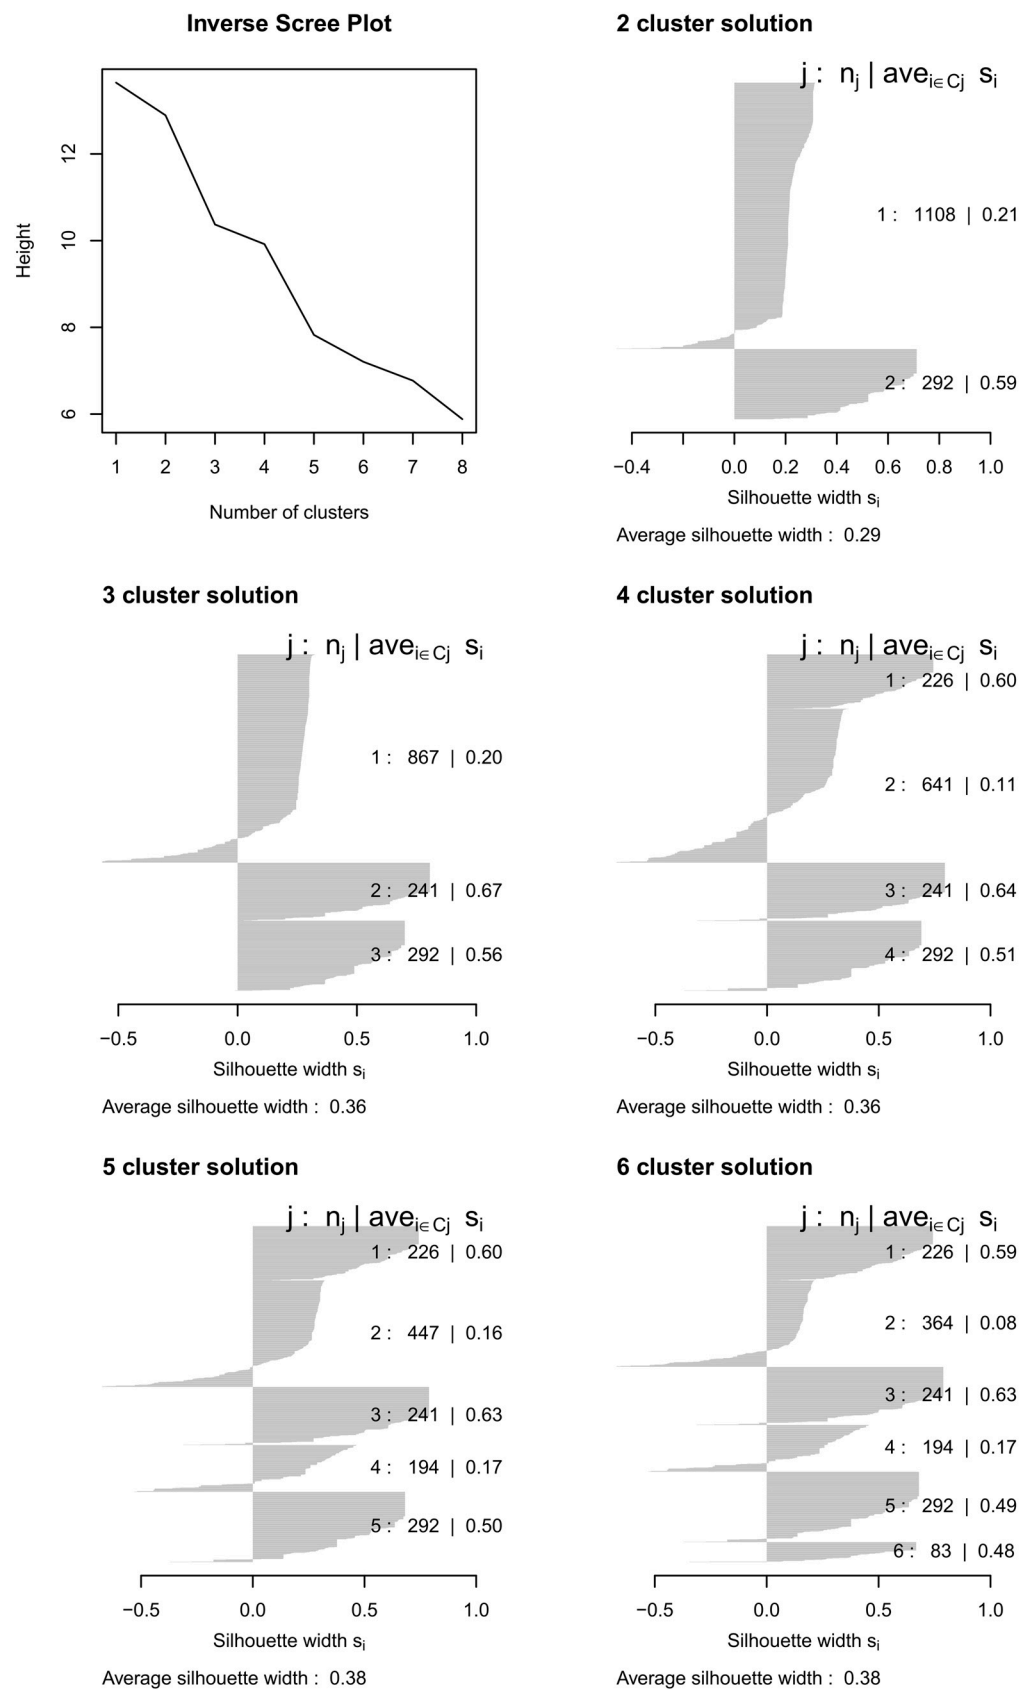 Inverse Scree Plot
Height
12
10
8
6
1 2 3 4 5 6 7 8
Number of clusters
2 cluster solution
j : nj | avei∈Cj si
1 : 1108 | 0.21
2 : 292 | 0.59
−0.4 0.0 0.2 0.4 0.6 0.8 1.0
Silhouette width si
Average silhouette width : 0.29
3 cluster solution
j : nj | avei∈Cj si
1 : 867 | 0.20
2 : 241 | 0.67
3 : 292 | 0.56
−0.5 0.0 0.5 1.0
Silhouette width si
Average silhouette width : 0.36
4 cluster solution
j : nj | avei∈Cj si
1 : 226 | 0.60
2 : 641 | 0.11
3 : 241 | 0.64
4 : 292 | 0.51
−0.5 0.0 0.5 1.0
Silhouette width si
Average silhouette width : 0.36
5 cluster solution
j : nj | avei∈Cj si
1 : 226 | 0.60
2 : 447 | 0.16
3 : 241 | 0.63
4 : 194 | 0.17
5 : 292 | 0.50
−0.5 0.0 0.5 1.0
Silhouette width si
Average silhouette width : 0.38
6 cluster solution
j : nj | avei∈Cj si
1 : 226 | 0.59
2 : 364 | 0.08
3 : 241 | 0.63
4 : 194 | 0.17
5 : 292 | 0.49
6 : 83 | 0.48
−0.5 0.0 0.5 1.0
Silhouette width si
Average silhouette width : 0.38